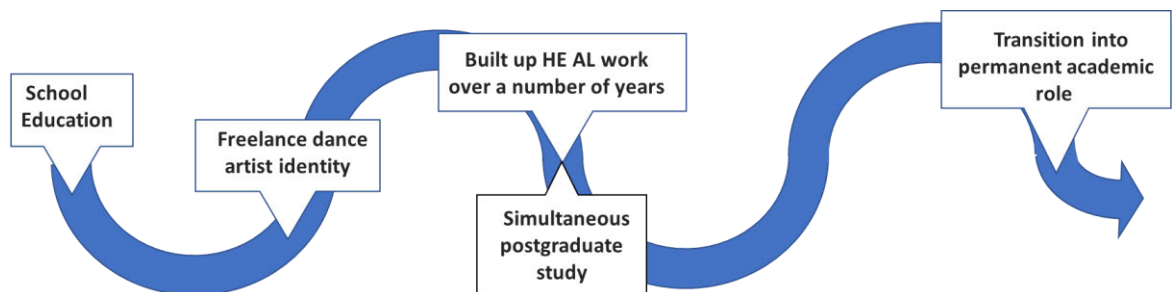 School
Education
Freelance dance
artist identity
Built up HE AL work
over a number of years
Simultaneous
postgraduate
study
Transition into
permanent academic
role